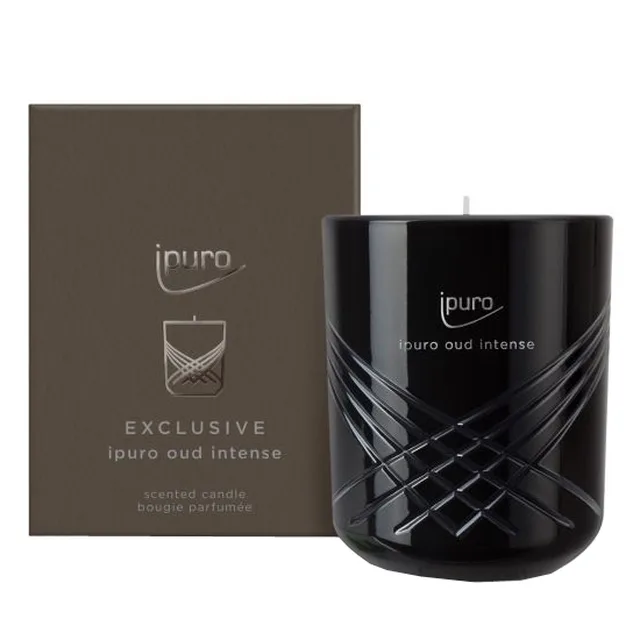 ipuro
EXCLUSIVE
ipuro oud intense
scented candle
bougie parfumée
ipuro
ipuro oud intense